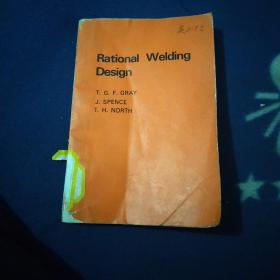 Rational Welding
Design
T. G. F. GRAY
J. SPENCE
T. H. NORTH